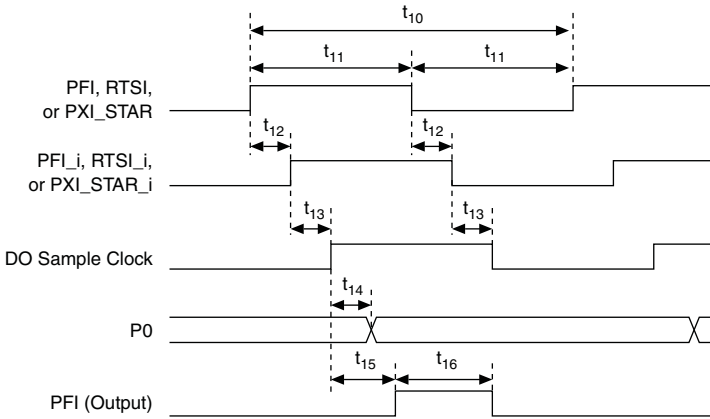 t10
t11 t11
PFI, RTSI,
or PXI_STAR
t12 t12
PFI_i, RTSI_i,
or PXI_STAR_i
t13 t13
DO Sample Clock
t14
P0
t15 t16
PFI (Output)